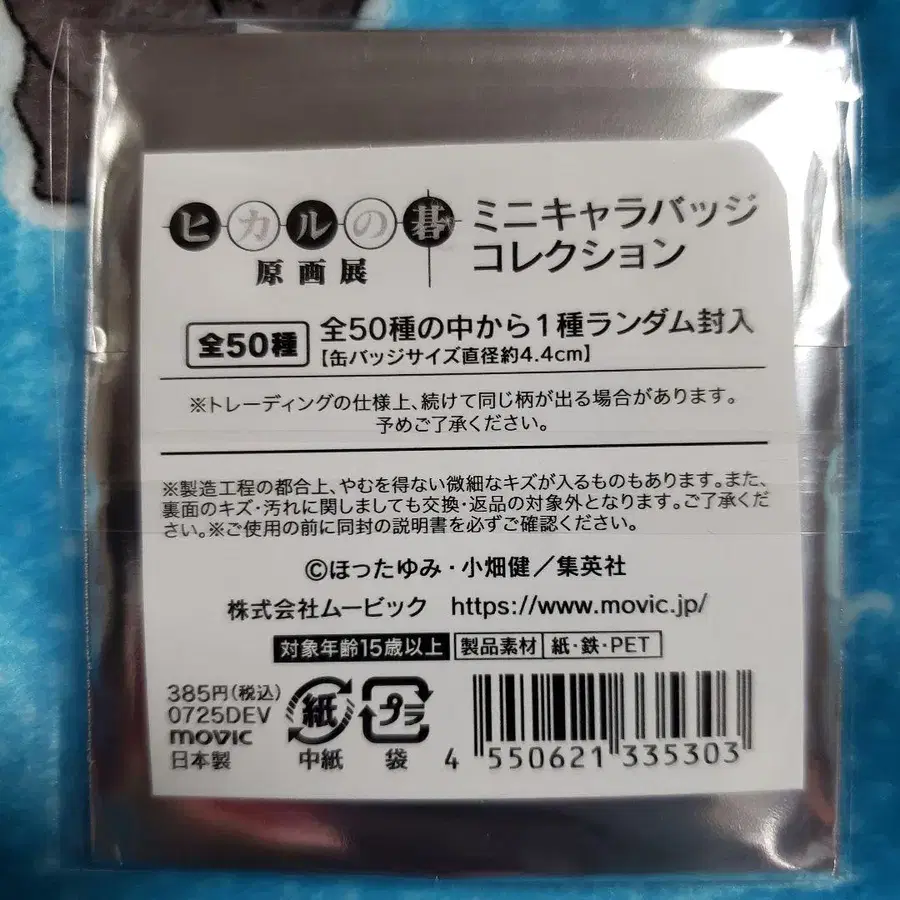 ヒカルの碁
原画展
ミニキャラバッジ
コレクション
全50種
全50種の中から1種ランダム封入
【缶バッジサイズ直径約4.4cm】
※トレーディングの仕様上、続けて同じ柄が出る場合があります。
予めご了承ください。
※製造工程の都合上、やむを得ない微細なキズが入るものもあります。また、
裏面のキズ・汚れに関しましても交換・返品の対象外となります。ご了承くだ
さい。※ご使用の前に同封の説明書を必ずご確認ください。
©ほったゆみ・小畑健／集英社
株式会社ムービック https://www.movic.jp/
対象年齢15歳以上 製品素材 紙・鉄・PET
385円(税込)
0725DEV
movic
日本製
紙
中紙
プラ
袋
4 550621 335303